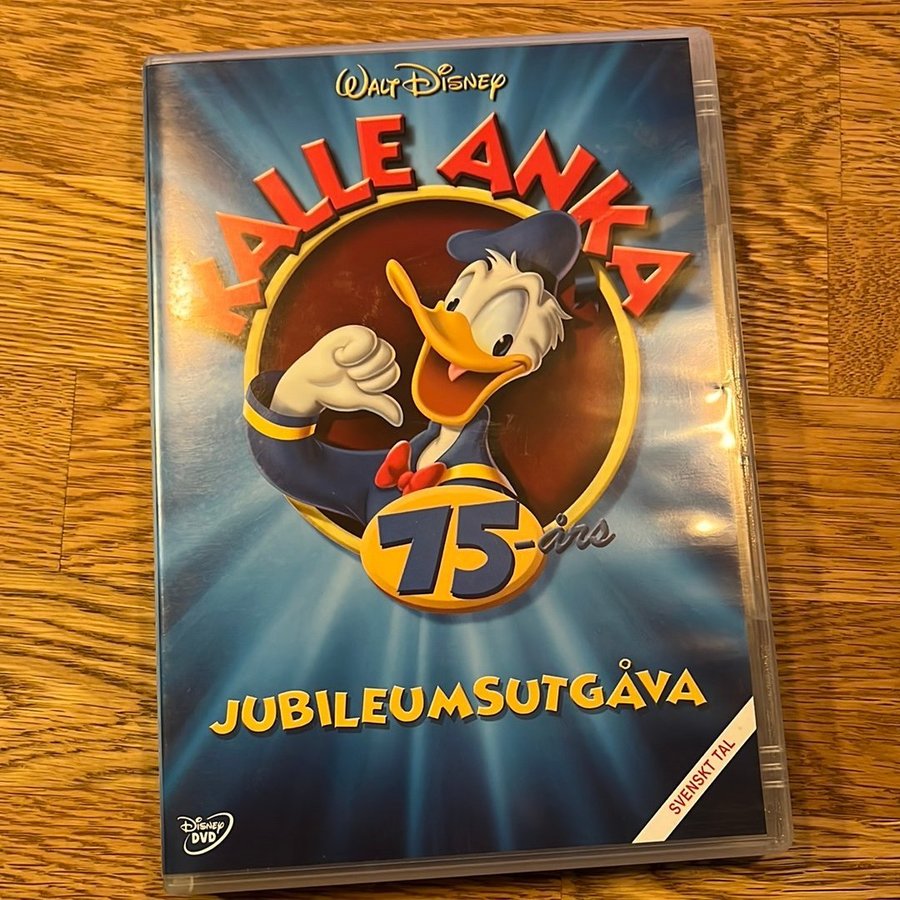 WALT DISNEY
KALLE ANKA
75-års
JUBILEUMSUTGÅVA
SVENSKT TAL
DISNEY
DVD